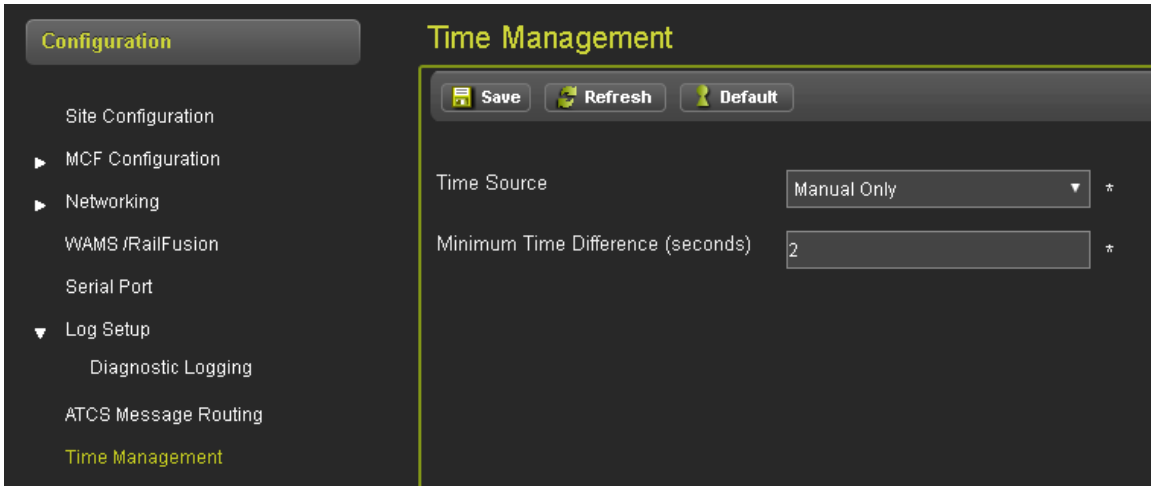 Configuration
Site Configuration
MCF Configuration
Networking
WAMS /RailFusion
Serial Port
Log Setup
Diagnostic Logging
ATCS Message Routing
Time Management
Time Management
Save Refresh Default
Time Source Manual Only *
Minimum Time Difference (seconds) 2 *